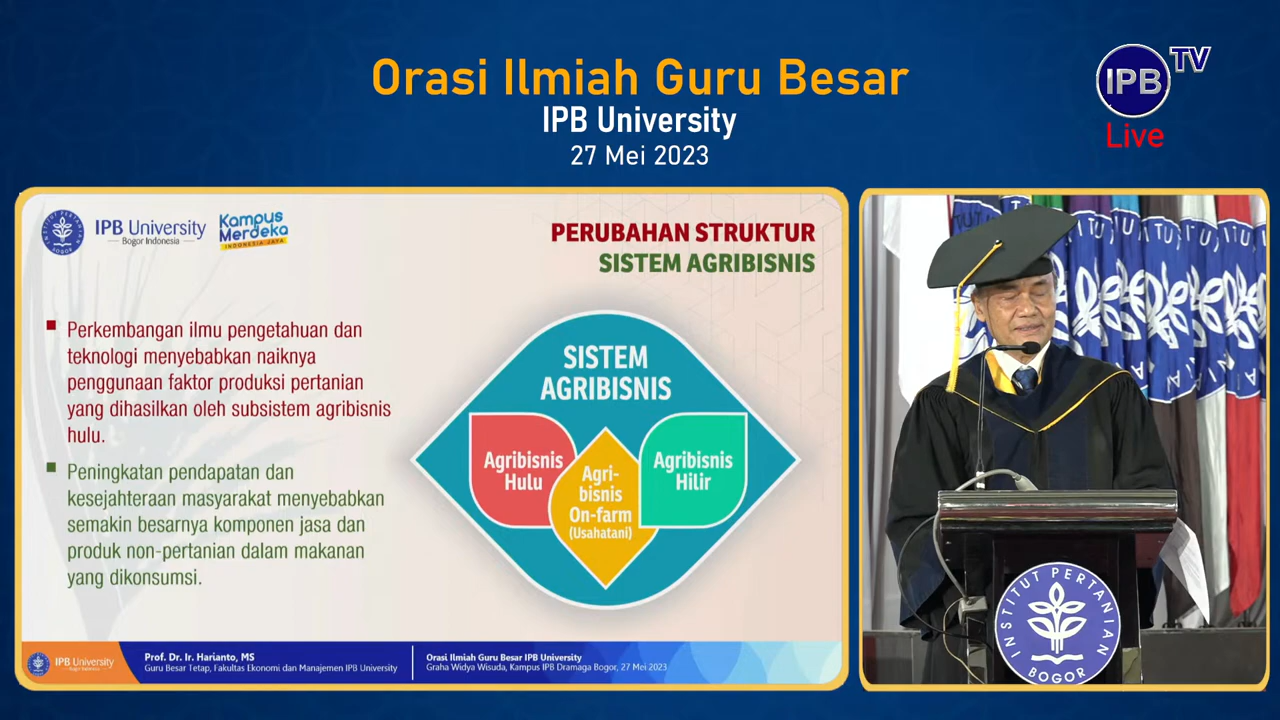 Orasi Ilmiah Guru Besar
IPB University
27 Mei 2023
IPB TV
Live
INSTITUT PERTANIAN
BOGOR
IPB University
Bogor Indonesia
Kampus
Merdeka
INDONESIA JAYA
PERUBAHAN STRUKTUR
SISTEM AGRIBISNIS
Perkembangan ilmu pengetahuan dan
teknologi menyebabkan naiknya
penggunaan faktor produksi pertanian
yang dihasilkan oleh subsistem agribisnis
hulu.
Peningkatan pendapatan dan
kesejahteraan masyarakat menyebabkan
semakin besarnya komponen jasa dan
produk non-pertanian dalam makanan
yang dikonsumsi.
SISTEM
AGRIBISNIS
Agribisnis
Hulu
Agri-
bisnis
On-farm
(Usahatani)
Agribisnis
Hilir
IPB University
Prof. Dr. Ir. Harianto, MS
Guru Besar Tetap, Fakultas Ekonomi dan Manajemen IPB University
Orasi Ilmiah Guru Besar IPB University
Graha Widya Wisuda, Kampus IPB Dramaga Bogor, 27 Mei 2023
INSTITUT PERTANIAN
BOGOR